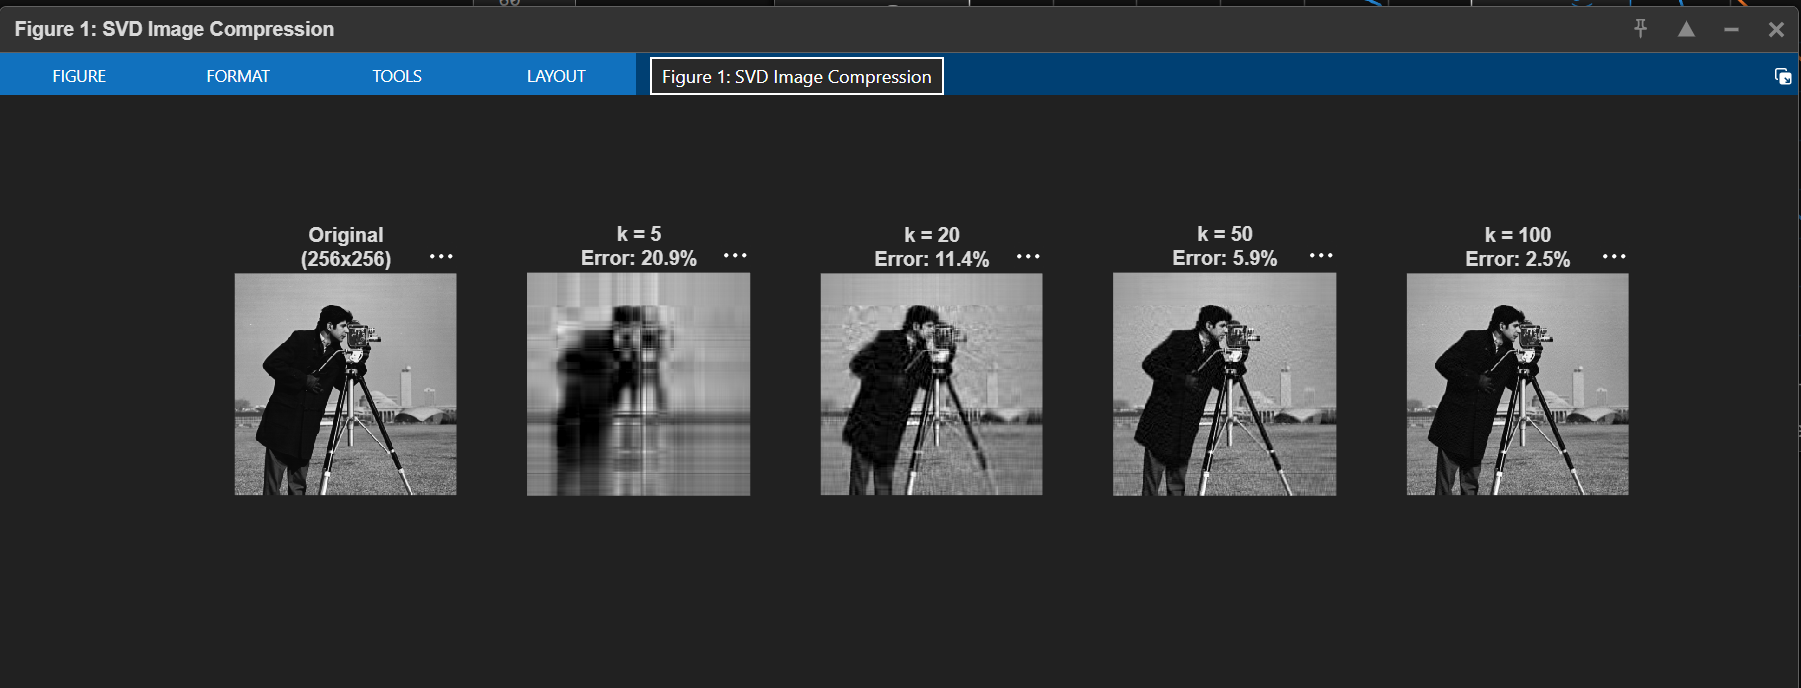 60
Figure 1: SVD Image Compression
FIGURE
FORMAT
TOOLS
LAYOUT
Figure 1: SVD Image Compression
Original
(256x256)
k = 5
Error: 20.9%
k = 20
Error: 11.4%
k = 50
Error: 5.9%
k = 100
Error: 2.5%